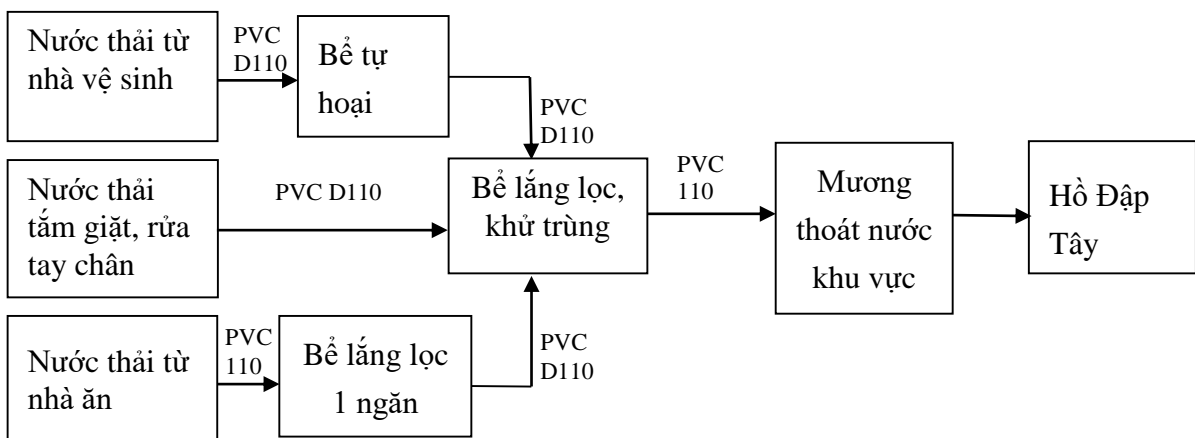 Nước thải từ
nhà vệ sinh
PVC
D110
Bể tự
hoại
PVC
D110
Nước thải
tắm giặt, rửa
tay chân
PVC D110
Bể lắng lọc,
khử trùng
PVC
110
Mương
thoát nước
khu vực
Hồ Đập
Tây
Nước thải từ
nhà ăn
PVC
110
Bể lắng lọc
1 ngăn
PVC
D110